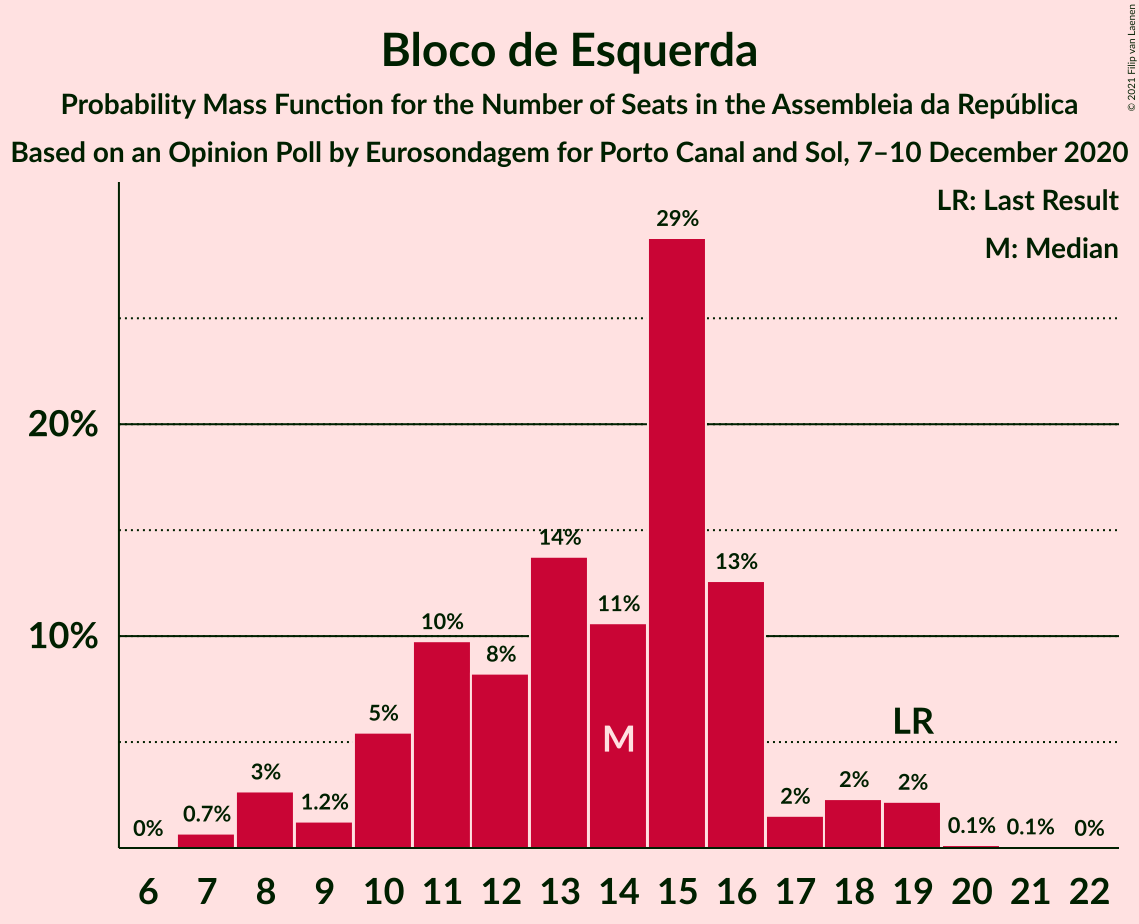 Bloco de Esquerda
Probability Mass Function for the Number of Seats in the Assembleia da República
Based on an Opinion Poll by Eurosondagem for Porto Canal and Sol, 7–10 December 2020
© 2021 Filip van Laenen
LR: Last Result
M: Median
20%
10%
0%
0.7%
3%
1.2%
5%
10%
8%
14%
11%
29%
13%
2%
2%
2%
0.1%
0.1%
0%
M
LR
6 7 8 9 10 11 12 13 14 15 16 17 18 19 20 21 22